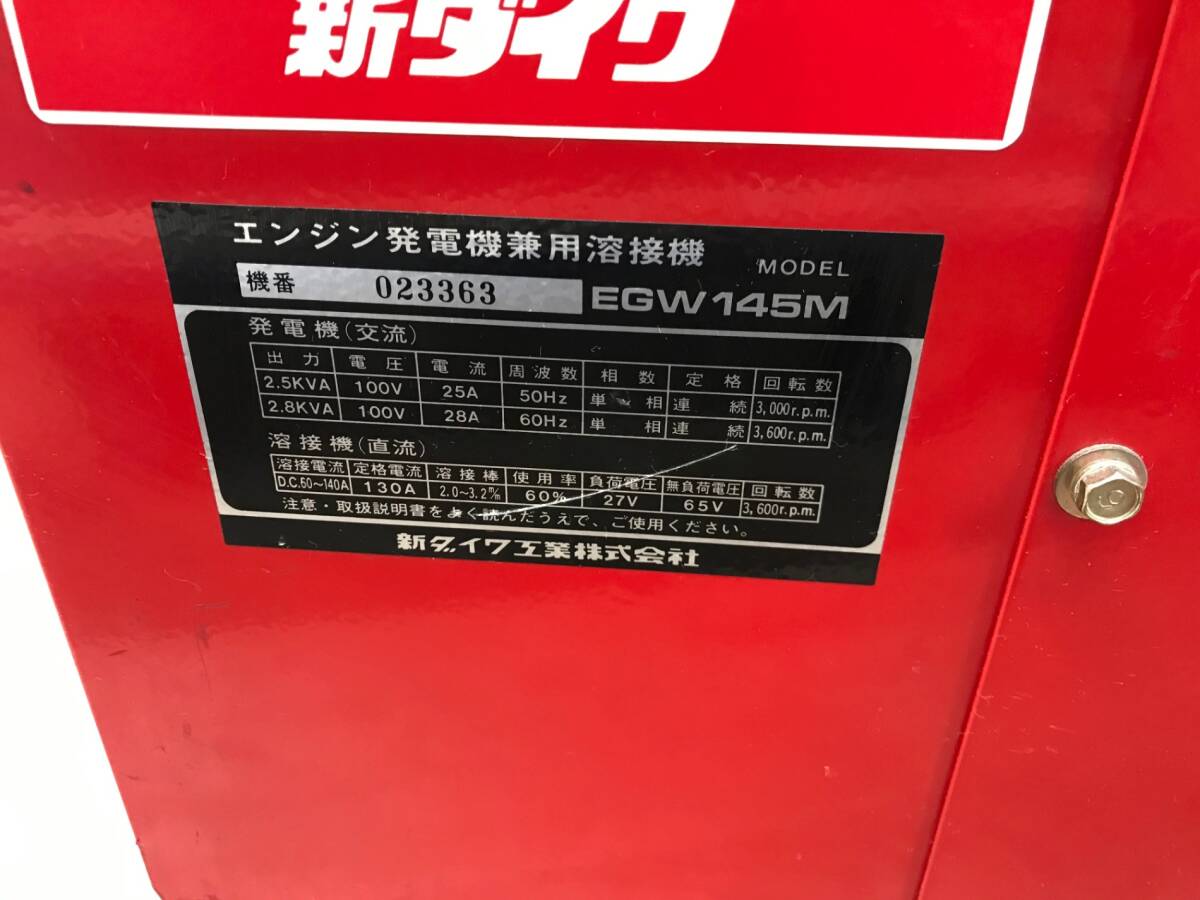 新ダイワ
エンジン発電機兼用溶接機
MODEL
機番 023363 EGW145M
発電機(交流)
出力 電圧 電流 周波数 相数 定格 回転数
2.5KVA 100V 25A 50Hz 単相 連続 3,000r.p.m.
2.8KVA 100V 28A 60Hz 単相 連続 3,600r.p.m.
溶接機(直流)
溶接電流 定格電流 溶接棒 使用率 負荷電圧 無負荷電圧 回転数
D.C.60～140A 130A 2.0～3.2m/m 60% 27V 65V 3,600r.p.m.
注意・取扱説明書をよく読んだうえで、ご使用ください。
新ダイワ工業株式会社
9